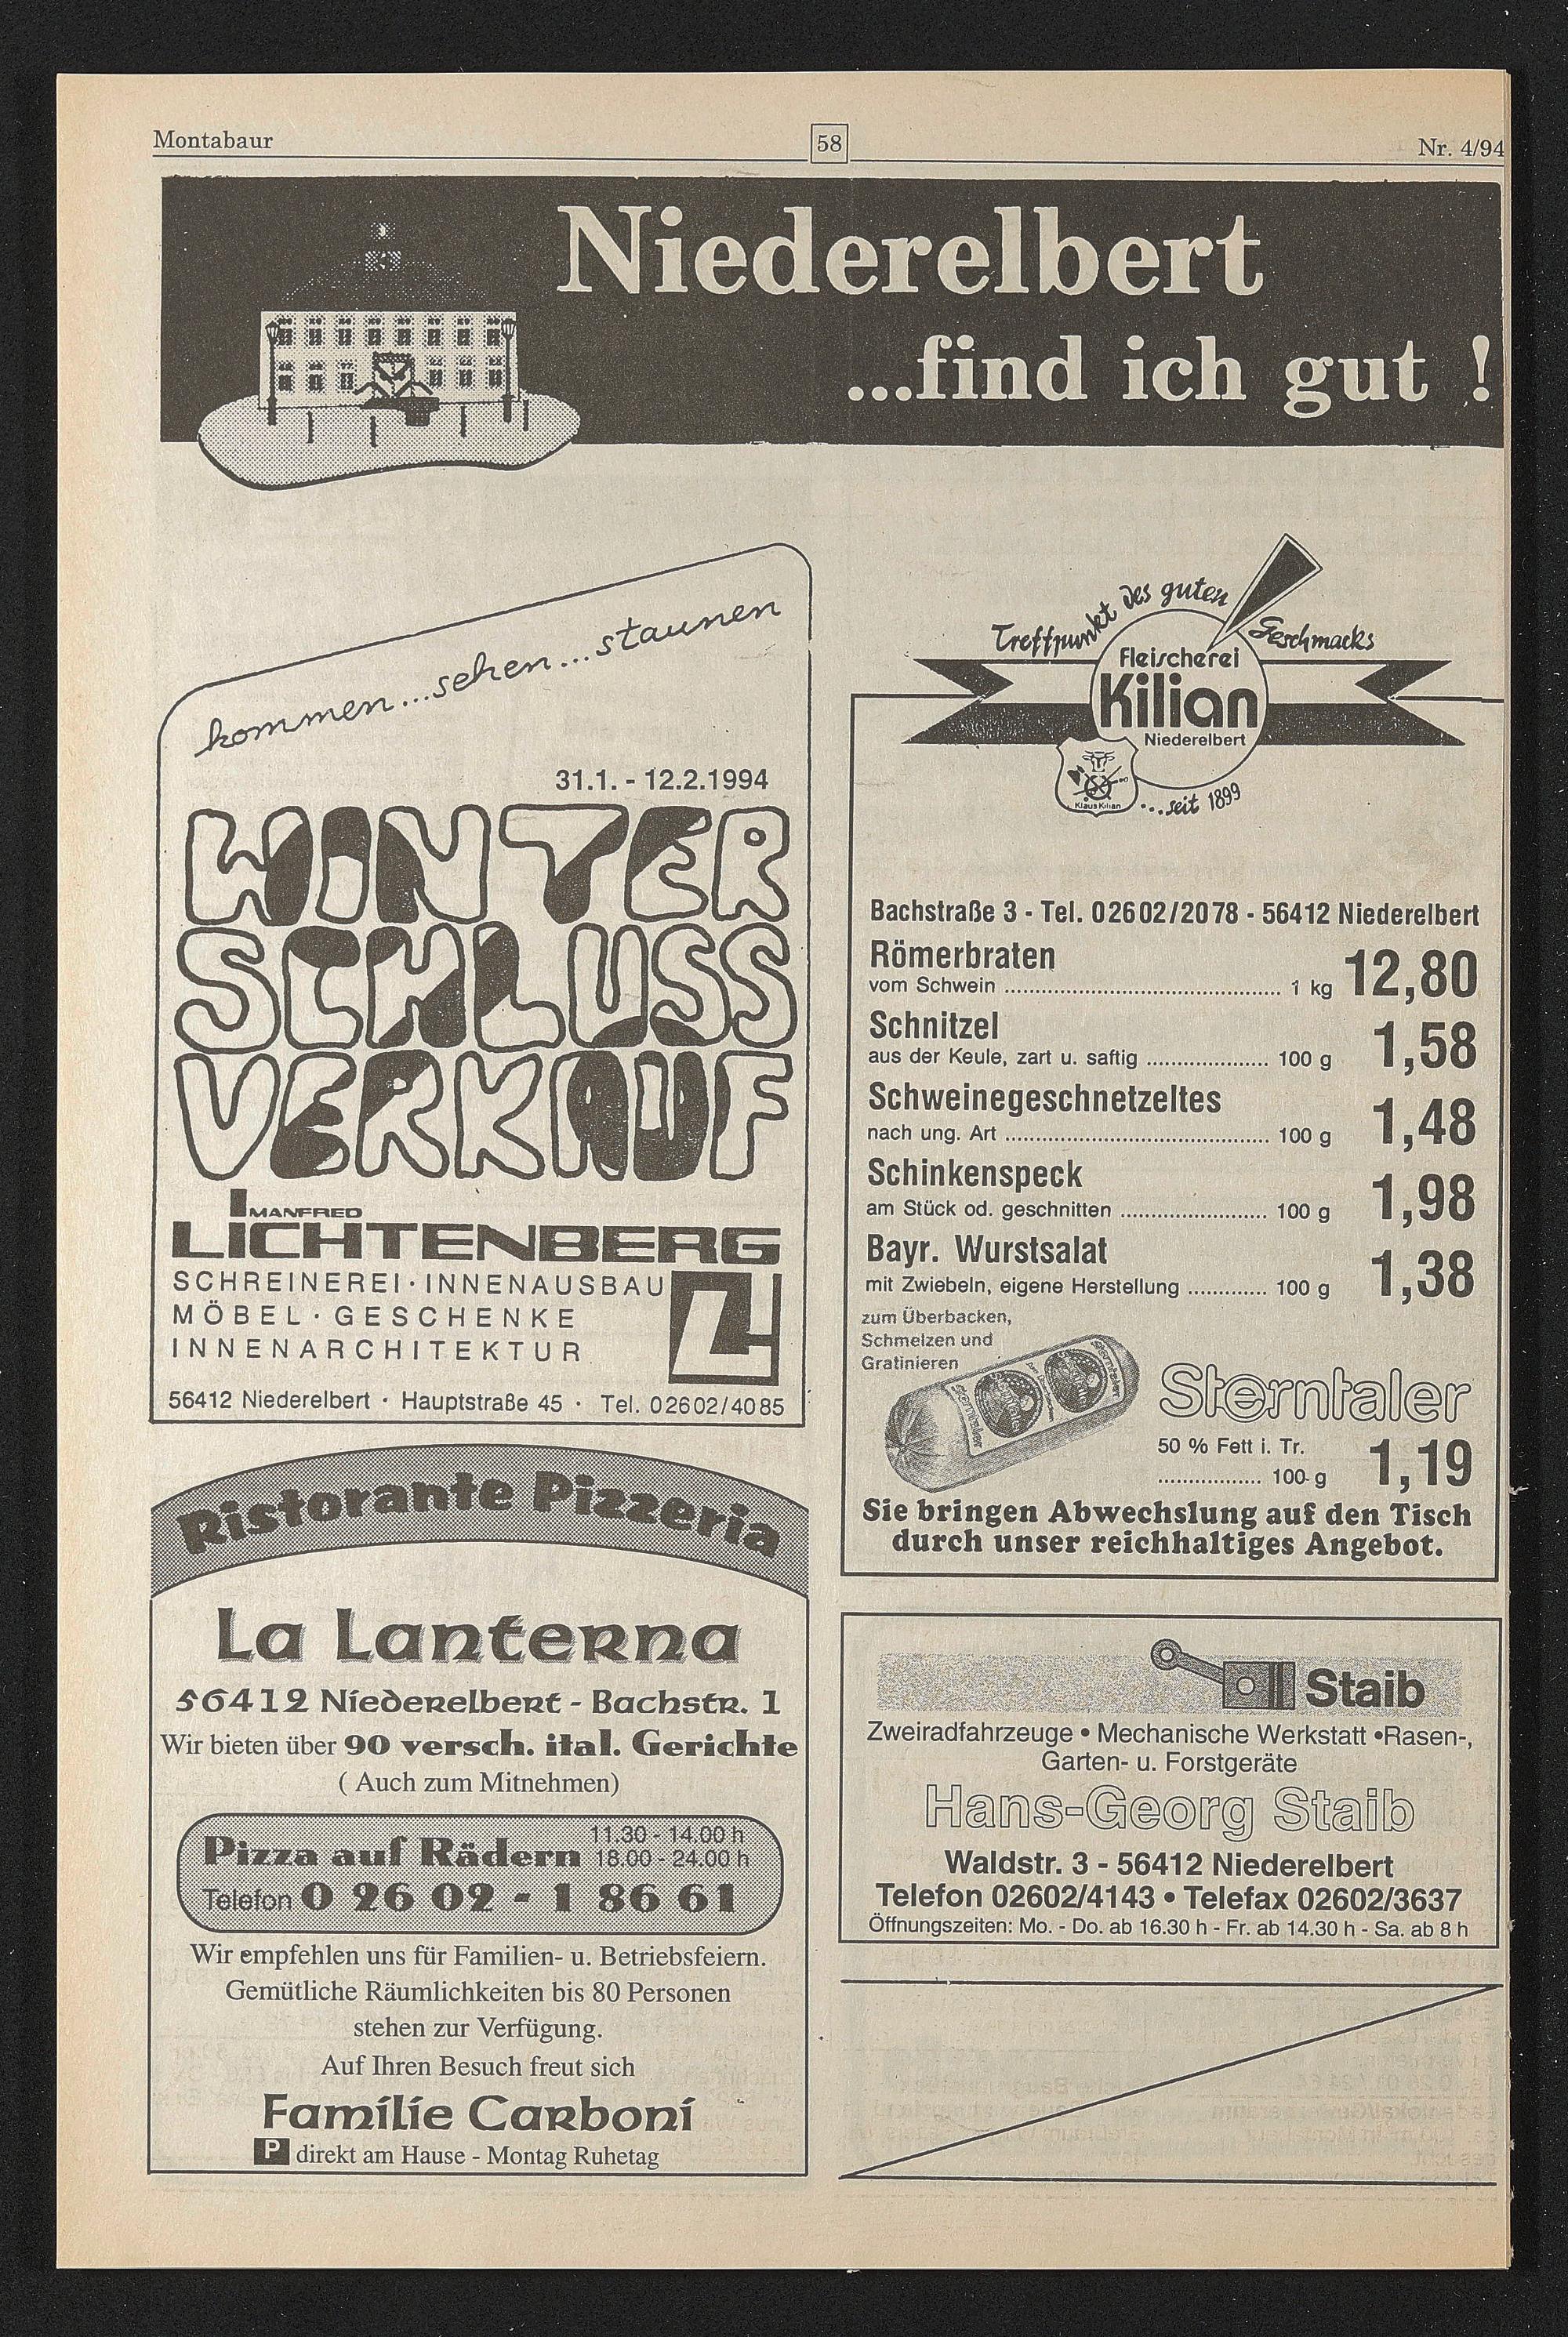 Montabaur
58
Nr. 4/94
Niederelbert
...find ich gut !
kommen...sehen...staunen
31.1. - 12.2.1994
WINTER
SCHLUSS
VERKAUF
MANFRED
LICHTENBERG
SCHREINEREI · INNENAUSBAU
MÖBEL · GESCHENKE
INNENARCHITEKTUR
56412 Niederelbert · Hauptstraße 45 · Tel. 02602/4085
Ristorante Pizzeria
La Lanterna
56412 Niederelbert - Bachstr. 1
Wir bieten über 90 versch. ital. Gerichte
( Auch zum Mitnehmen)
Pizza auf Rädern 11.30 - 14.00 h
18.00 - 24.00 h
Telefon 0 26 02 - 1 86 61
Wir empfehlen uns für Familien- u. Betriebsfeiern.
Gemütliche Räumlichkeiten bis 80 Personen
stehen zur Verfügung.
Auf Ihren Besuch freut sich
Familie Carboni
P direkt am Hause - Montag Ruhetag
Treffpunkt des guten Geschmacks
Fleischerei
Kilian
Niederelbert
Klaus Kilian
...seit 1899
Bachstraße 3 - Tel. 02602/2078 - 56412 Niederelbert
Römerbraten
vom Schwein ........ 1 kg 12,80
Schnitzel
aus der Keule, zart u. saftig ........ 100 g 1,58
Schweinegeschnetzeltes
nach ung. Art ........ 100 g 1,48
Schinkenspeck
am Stück od. geschnitten ........ 100 g 1,98
Bayr. Wurstsalat
mit Zwiebeln, eigene Herstellung ........ 100 g 1,38
zum Überbacken,
Schmelzen und
Gratinieren
Sterntaler
50 % Fett i. Tr.
........ 100 g 1,19
Sie bringen Abwechslung auf den Tisch
durch unser reichhaltiges Angebot.
Staib
Zweiradfahrzeuge • Mechanische Werkstatt •Rasen-,
Garten- u. Forstgeräte
Hans-Georg Staib
Waldstr. 3 - 56412 Niederelbert
Telefon 02602/4143 • Telefax 02602/3637
Öffnungszeiten: Mo. - Do. ab 16.30 h - Fr. ab 14.30 h - Sa. ab 8 h